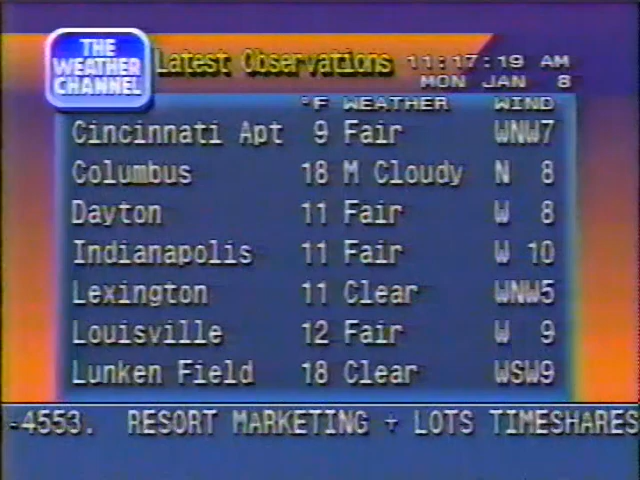 THE
WEATHER
CHANNEL
Latest Observations 11:17:19 AM
MON JAN 8
°F WEATHER WIND
Cincinnati Apt 9 Fair WNW7
Columbus 18 M Cloudy N 8
Dayton 11 Fair W 8
Indianapolis 11 Fair W 10
Lexington 11 Clear WNW5
Louisville 12 Fair W 9
Lunken Field 18 Clear WSW9
-4553. RESORT MARKETING + LOTS TIMESHARES